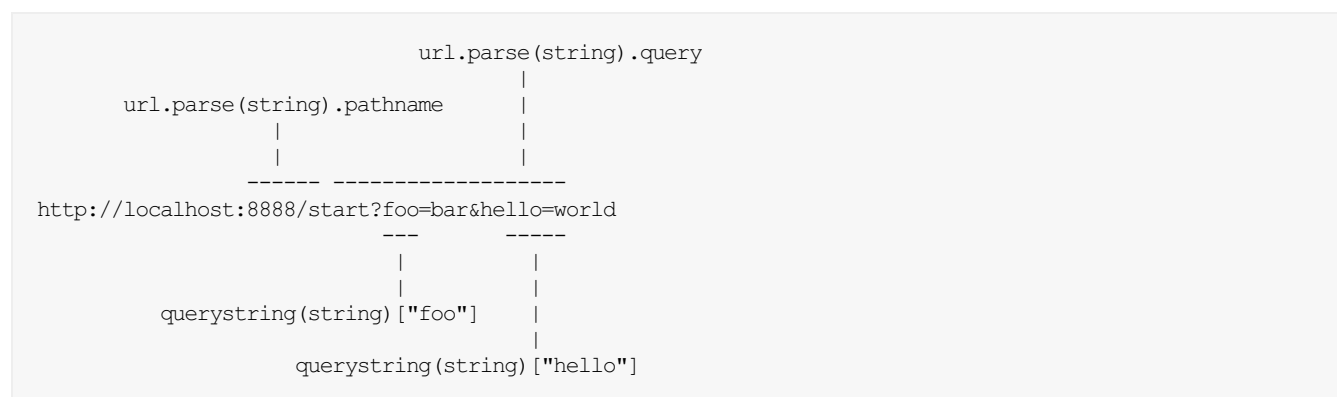 url.parse(string).query
|
url.parse(string).pathname |
| |
| |
------ -------------------
http://localhost:8888/start?foo=bar&hello=world
--- -----
| |
| |
querystring(string)["foo"] |
|
querystring(string)["hello"]